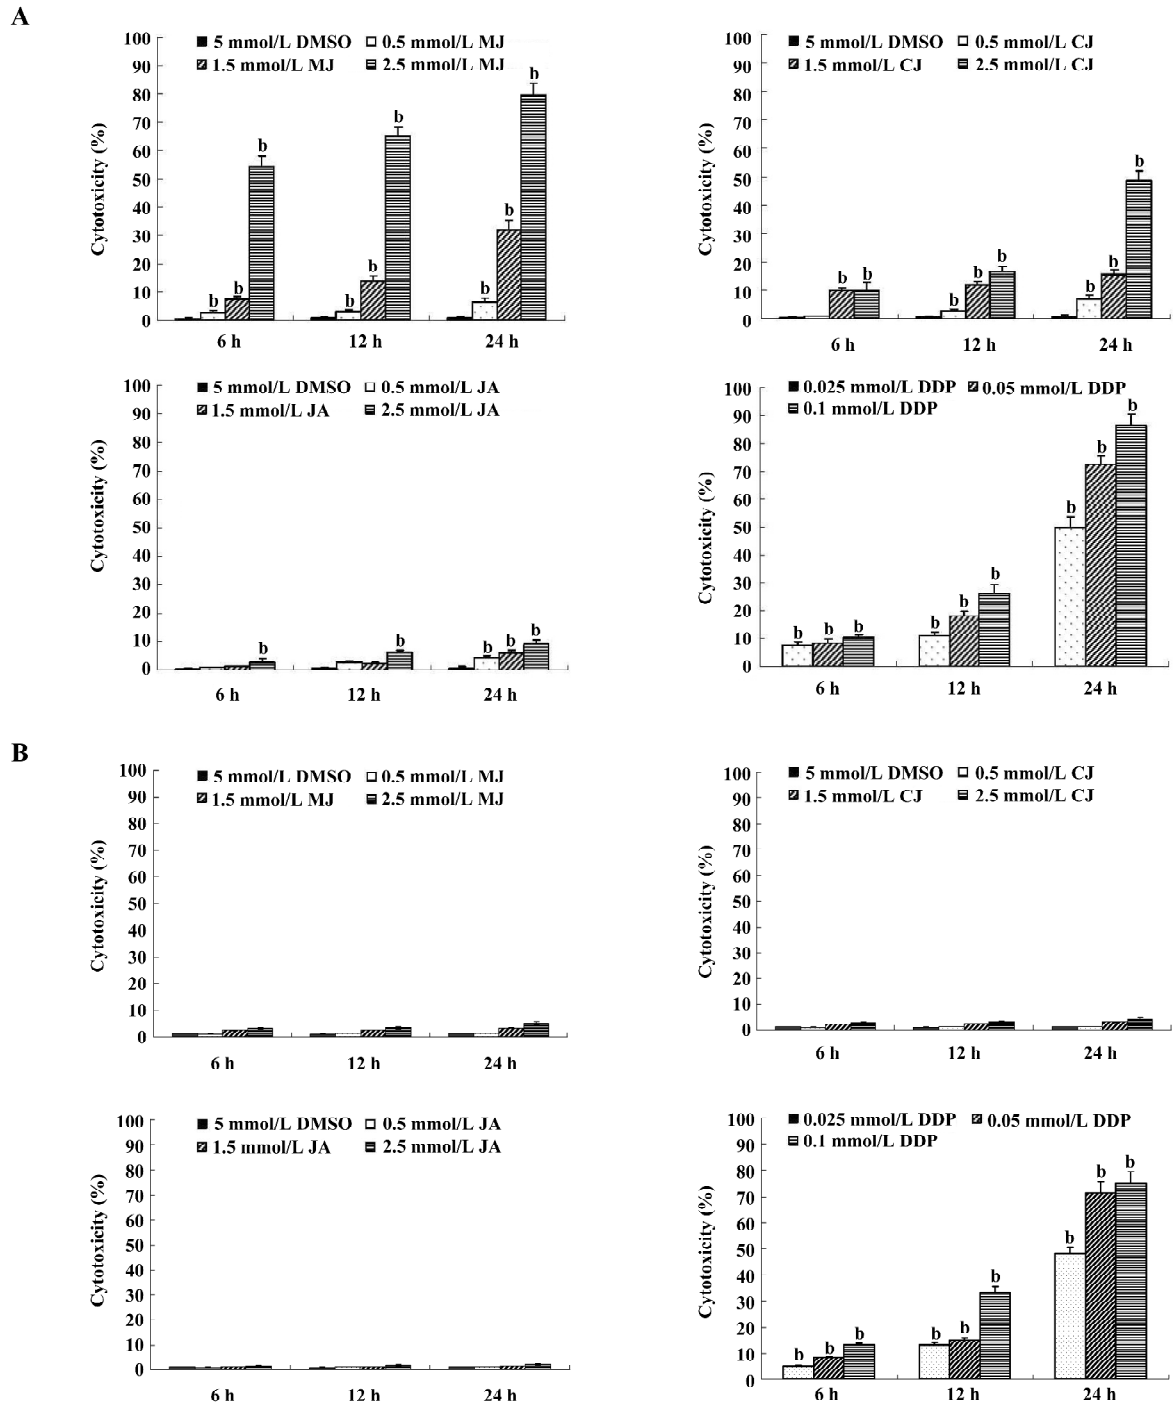 A
■ 5 mmol/L DMSO □ 0.5 mmol/L MJ
1.5 mmol/L MJ 2.5 mmol/L MJ
Cytotoxicity (%)
100
90
80
70
60
50
40
30
20
10
0
b b b b b b b b b
6 h 12 h 24 h
5 mmol/L DMSO 0.5 mmol/L CJ
1.5 mmol/L CJ 2.5 mmol/L CJ
Cytotoxicity (%)
100
90
80
70
60
50
40
30
20
10
0
b b b b b b b b
6 h 12 h 24 h
5 mmol/L DMSO 0.5 mmol/L JA
1.5 mmol/L JA 2.5 mmol/L JA
Cytotoxicity (%)
100
90
80
70
60
50
40
30
20
10
0
b b b b b
6 h 12 h 24 h
0.025 mmol/L DDP 0.05 mmol/L DDP
0.1 mmol/L DDP
Cytotoxicity (%)
100
90
80
70
60
50
40
30
20
10
0
b b b b b b b b b
6 h 12 h 24 h
B
5 mmol/L DMSO 0.5 mmol/L MJ
1.5 mmol/L MJ 2.5 mmol/L MJ
Cytotoxicity (%)
100
90
80
70
60
50
40
30
20
10
0
6 h 12 h 24 h
5 mmol/L DMSO 0.5 mmol/L CJ
1.5 mmol/L CJ 2.5 mmol/L CJ
Cytotoxicity (%)
100
90
80
70
60
50
40
30
20
10
0
6 h 12 h 24 h
5 mmol/L DMSO 0.5 mmol/L JA
1.5 mmol/L JA 2.5 mmol/L JA
Cytotoxicity (%)
100
90
80
70
60
50
40
30
20
10
0
6 h 12 h 24 h
0.025 mmol/L DDP 0.05 mmol/L DDP
0.1 mmol/L DDP
Cytotoxicity (%)
100
90
80
70
60
50
40
30
20
10
0
b b b b b b b b b
6 h 12 h 24 h